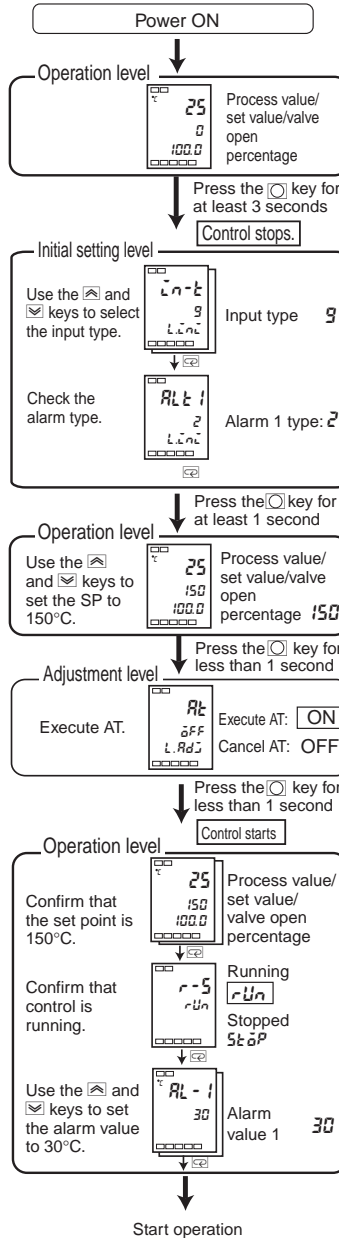 Power ON
Operation level
°C
25
0
100.0
Process value/
set value/valve
open
percentage
Press the key for
at least 3 seconds
Control stops.
Initial setting level
Use the and
keys to select
the input type.
in-t
9
L.ini
Input type 9
Check the
alarm type.
ALt1
2
L.ini
Alarm 1 type: 2
Press the key for
at least 1 second
Operation level
Use the
and keys to
set the SP to
150°C.
°C
25
150
100.0
Process value/
set value/valve
open
percentage 150
Press the key for
less than 1 second
Adjustment level
Execute AT.
At
oFF
L.AdJ
Execute AT: ON
Cancel AT: OFF
Press the key for
less than 1 second
Control starts
Operation level
Confirm that
the set point is
150°C.
°C
25
150
100.0
Process value/
set value/
valve open
percentage
Confirm that
control is
running.
r-S
rUn
Running
rUn
Stopped
StoP
Use the and
keys to set
the alarm value
to 30°C.
°C
AL-1
30
Alarm
value 1 30
Start operation